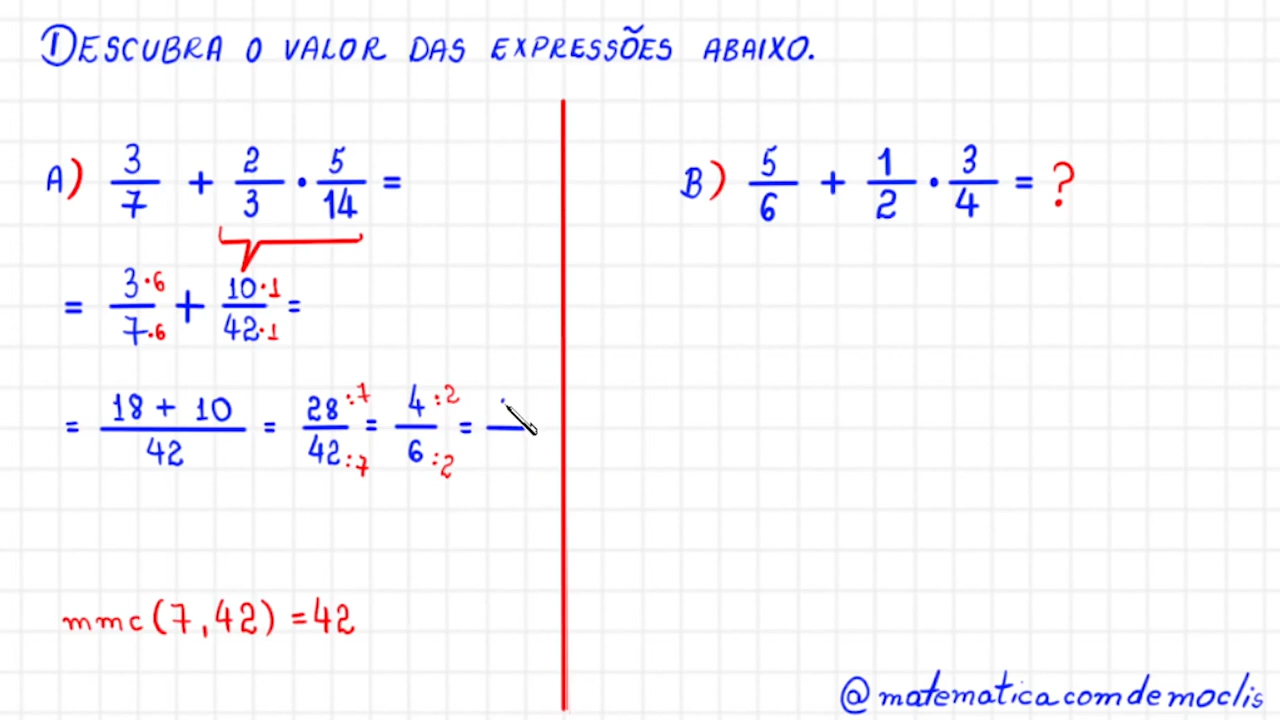 1) DESCUBRA O VALOR DAS EXPRESSÕES ABAIXO.
A) 3/7 + 2/3 · 5/14 =
= 3·6/7·6 + 10·1/42·1 =
= 18 + 10/42 = 28:7/42:7 = 4:2/6:2 =
mmc (7, 42) = 42
B) 5/6 + 1/2 · 3/4 = ?
@matematicacomdemoclis